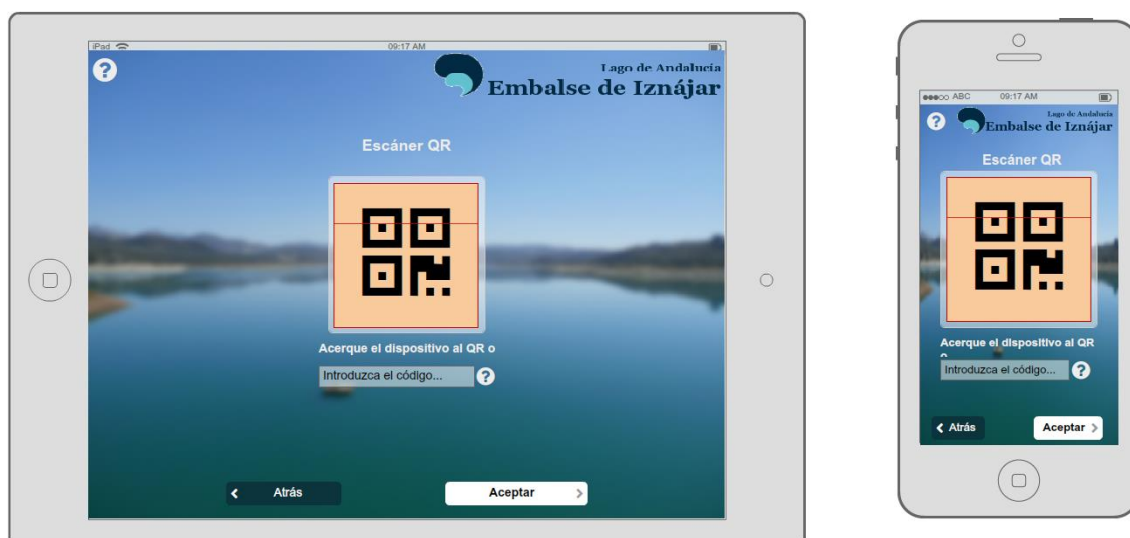 iPad 09:17 AM
Lago de Andalucía
Embalse de Iznájar
Escáner QR
Acerque el dispositivo al QR o
Introduzca el código...
Atrás
Aceptar
ABC 09:17 AM
Lago de Andalucía
Embalse de Iznájar
Escáner QR
Acerque el dispositivo al QR
o
Introduzca el código...
Atrás
Aceptar